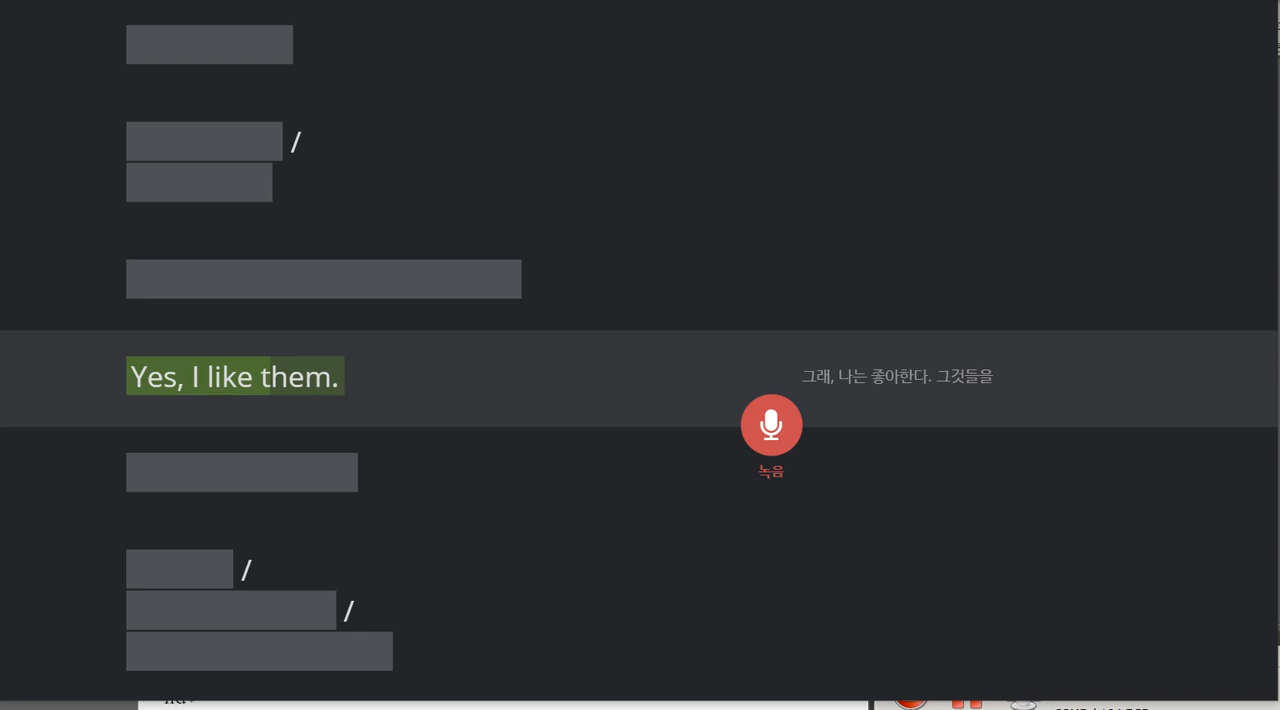 /
Yes, I like them.
그래, 나는 좋아한다. 그것들을
녹음
/
/